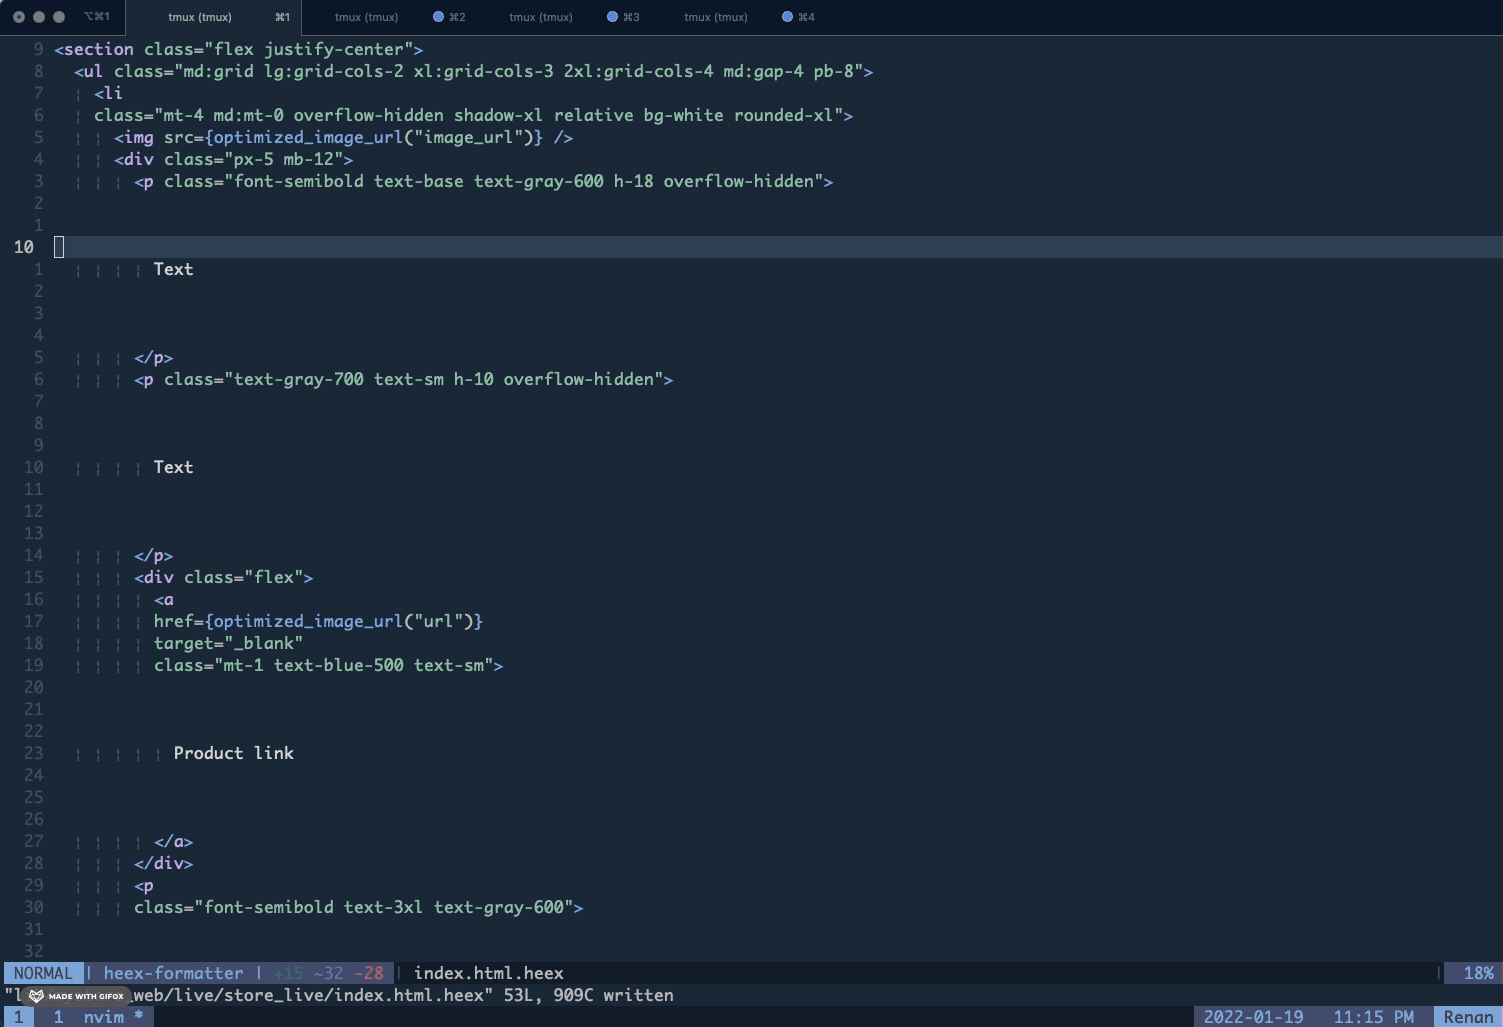 ⌥⌘1 tmux (tmux) ⌘1 tmux (tmux) ⌘2 tmux (tmux) ⌘3 tmux (tmux) ⌘4
9 <section class="flex justify-center">
8 <ul class="md:grid lg:grid-cols-2 xl:grid-cols-3 2xl:grid-cols-4 md:gap-4 pb-8">
7 ¦ <li
6 ¦ class="mt-4 md:mt-0 overflow-hidden shadow-xl relative bg-white rounded-xl">
5 ¦ ¦ <img src={optimized_image_url("image_url")} />
4 ¦ ¦ <div class="px-5 mb-12">
3 ¦ ¦ ¦ <p class="font-semibold text-base text-gray-600 h-18 overflow-hidden">
2
1
10
1 ¦ ¦ ¦ ¦ Text
2
3
4
5 ¦ ¦ ¦ </p>
6 ¦ ¦ ¦ <p class="text-gray-700 text-sm h-10 overflow-hidden">
7
8
9
10 ¦ ¦ ¦ ¦ Text
11
12
13
14 ¦ ¦ ¦ </p>
15 ¦ ¦ ¦ <div class="flex">
16 ¦ ¦ ¦ ¦ <a
17 ¦ ¦ ¦ ¦ href={optimized_image_url("url")}
18 ¦ ¦ ¦ ¦ target="_blank"
19 ¦ ¦ ¦ ¦ class="mt-1 text-blue-500 text-sm">
20
21
22
23 ¦ ¦ ¦ ¦ ¦ Product link
24
25
26
27 ¦ ¦ ¦ ¦ </a>
28 ¦ ¦ ¦ </div>
29 ¦ ¦ ¦ <p
30 ¦ ¦ ¦ class="font-semibold text-3xl text-gray-600">
31
32
NORMAL | heex-formatter | +15 ~32 -28 | index.html.heex | 18%
MADE WITH GIFOX _web/live/store_live/index.html.heex" 53L, 909C written
1 1 nvim * 2022-01-19 11:15 PM Renan